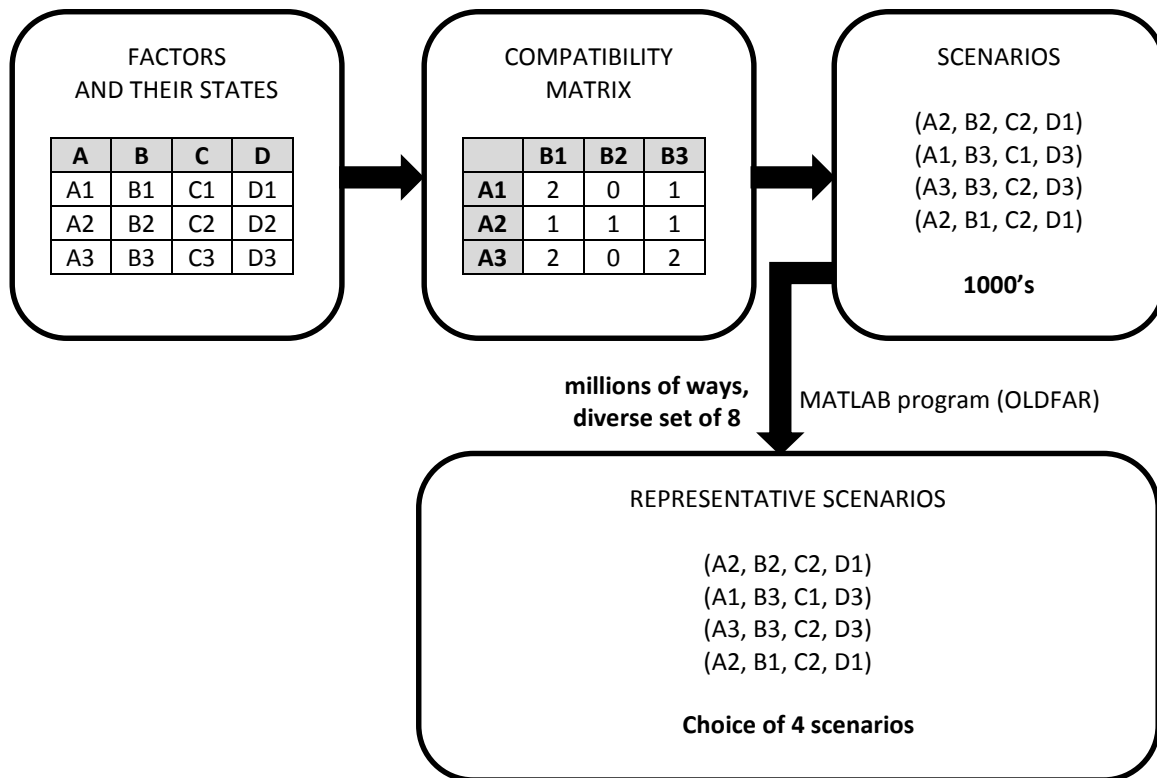 FACTORS
AND THEIR STATES
A B C D
A1 B1 C1 D1
A2 B2 C2 D2
A3 B3 C3 D3
COMPATIBILITY
MATRIX
B1 B2 B3
A1 2 0 1
A2 1 1 1
A3 2 0 2
SCENARIOS
(A2, B2, C2, D1)
(A1, B3, C1, D3)
(A3, B3, C2, D3)
(A2, B1, C2, D1)
1000's
millions of ways,
diverse set of 8
MATLAB program (OLDFAR)
REPRESENTATIVE SCENARIOS
(A2, B2, C2, D1)
(A1, B3, C1, D3)
(A3, B3, C2, D3)
(A2, B1, C2, D1)
Choice of 4 scenarios